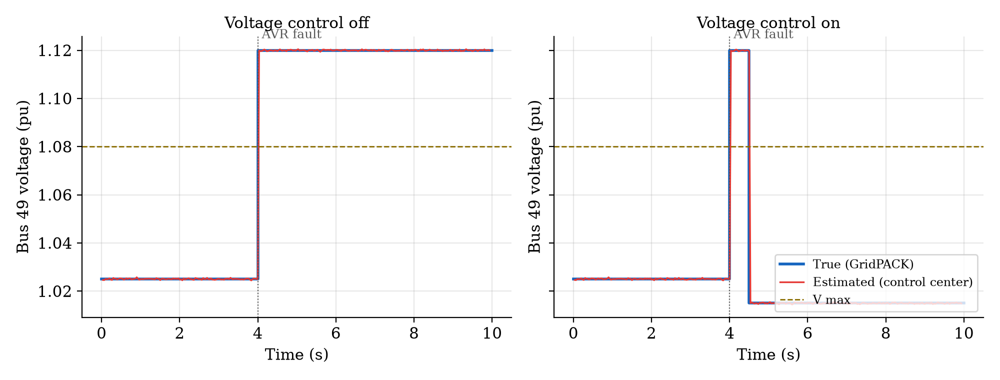 Voltage control off
AVR fault
Bus 49 voltage (pu)
1.12
1.10
1.08
1.06
1.04
1.02
0 2 4 6 8 10
Time (s)
Voltage control on
AVR fault
Bus 49 voltage (pu)
True (GridPACK)
Estimated (control center)
V max
0 2 4 6 8 10
Time (s)